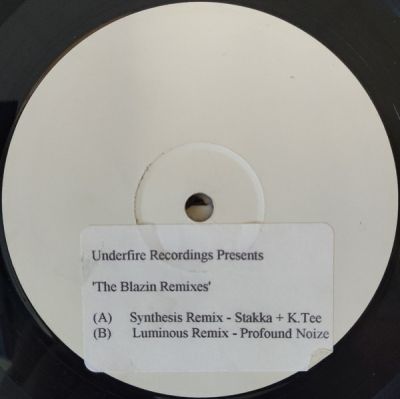 Underfire Recordings Presents
'The Blazin Remixes'
(A) Synthesis Remix - Stakka + K.Tee
(B) Luminous Remix - Profound Noize